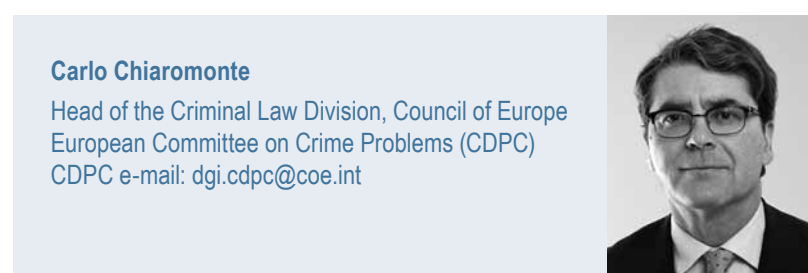 Carlo Chiaromonte
Head of the Criminal Law Division, Council of Europe
European Committee on Crime Problems (CDPC)
CDPC e-mail: dgi.cdpc@coe.int